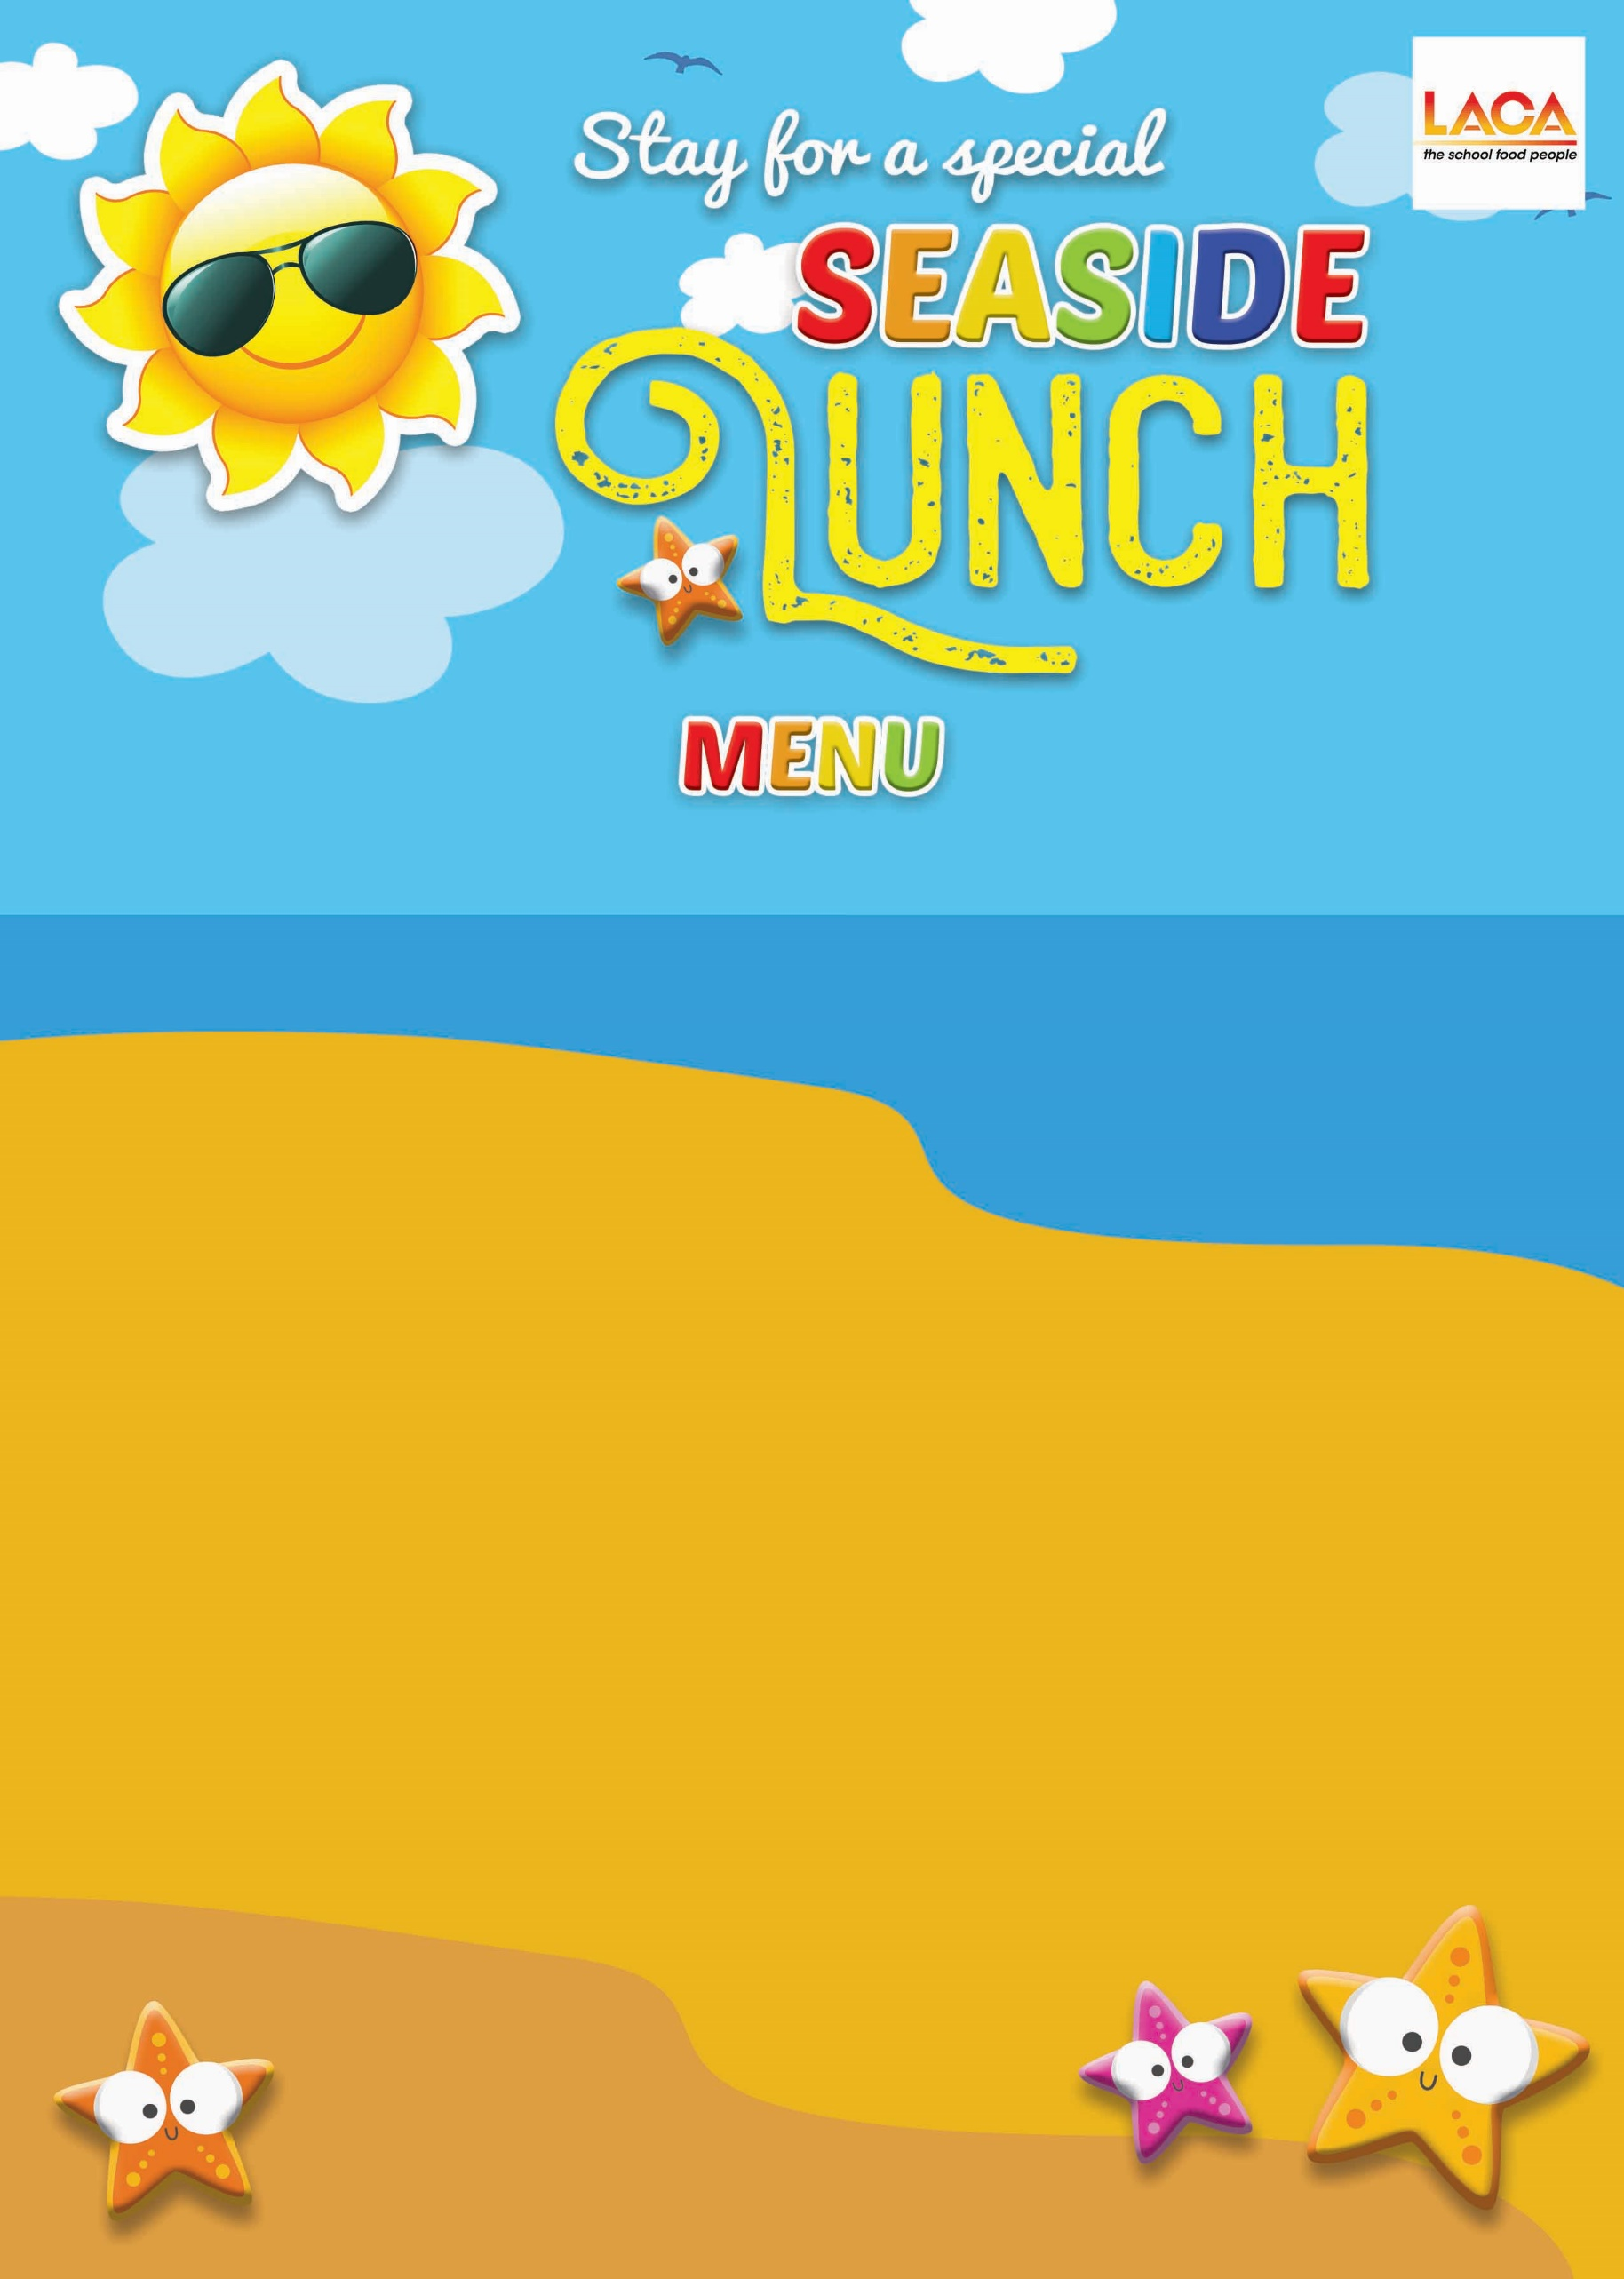 LACA
the school food people
Stay for a special
SEASIDE
LUNCH
MENU